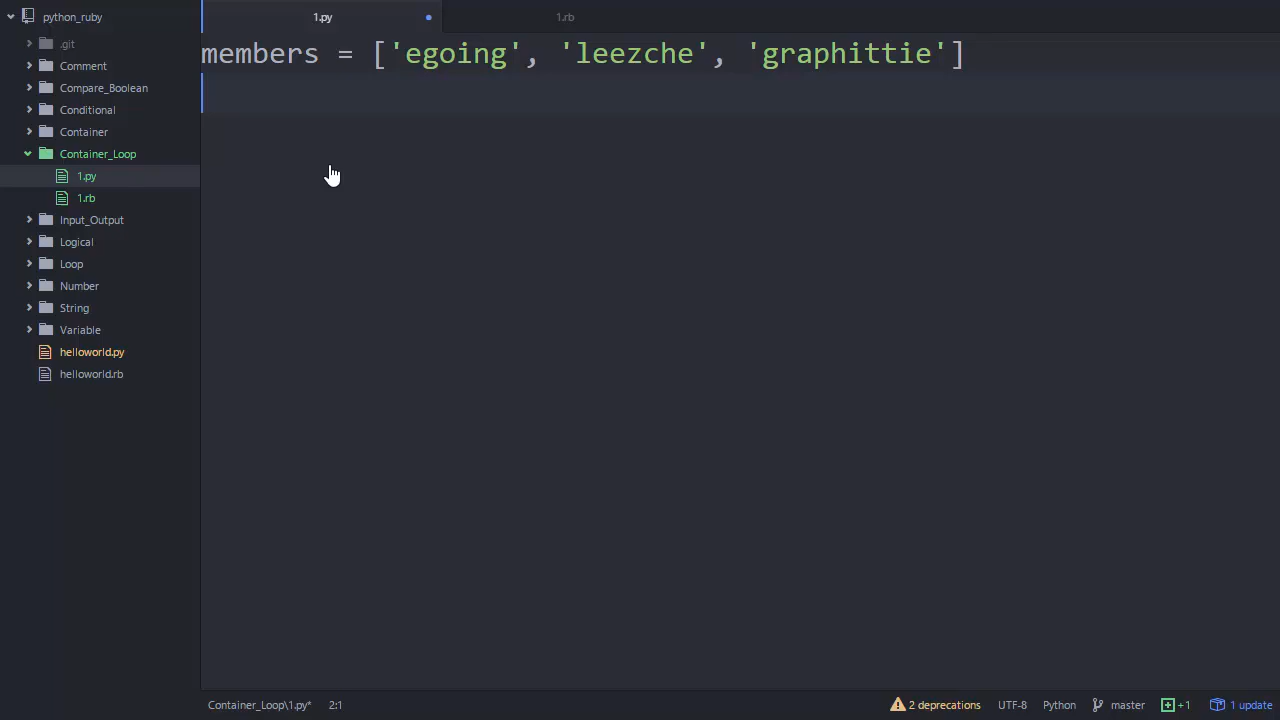 python_ruby
1.py
1.rb
.git
Comment
Compare_Boolean
Conditional
Container
Container_Loop
1.py
1.rb
Input_Output
Logical
Loop
Number
String
Variable
helloworld.py
helloworld.rb
members = ['egoing', 'leezche', 'graphittie']
Container_Loop\1.py* 2:1 2 deprecations UTF-8 Python master +1 1 update